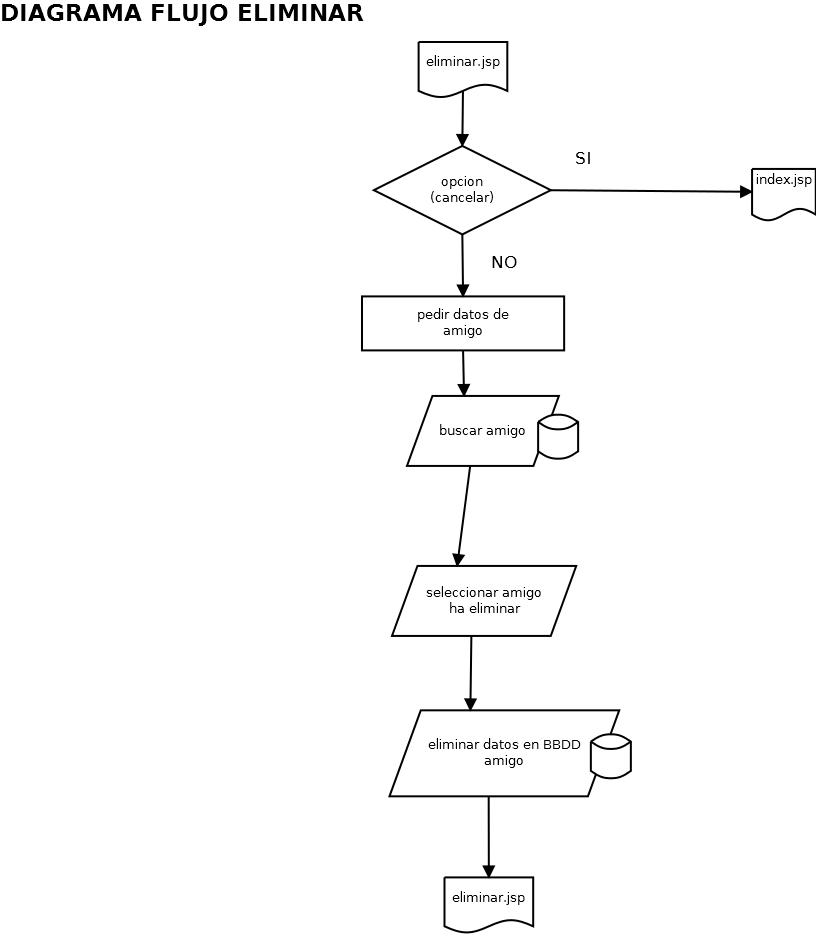 DIAGRAMA FLUJO ELIMINAR
eliminar.jsp
opcion
(cancelar)
SI
index.jsp
NO
pedir datos de
amigo
buscar amigo
seleccionar amigo
ha eliminar
eliminar datos en BBDD
amigo
eliminar.jsp